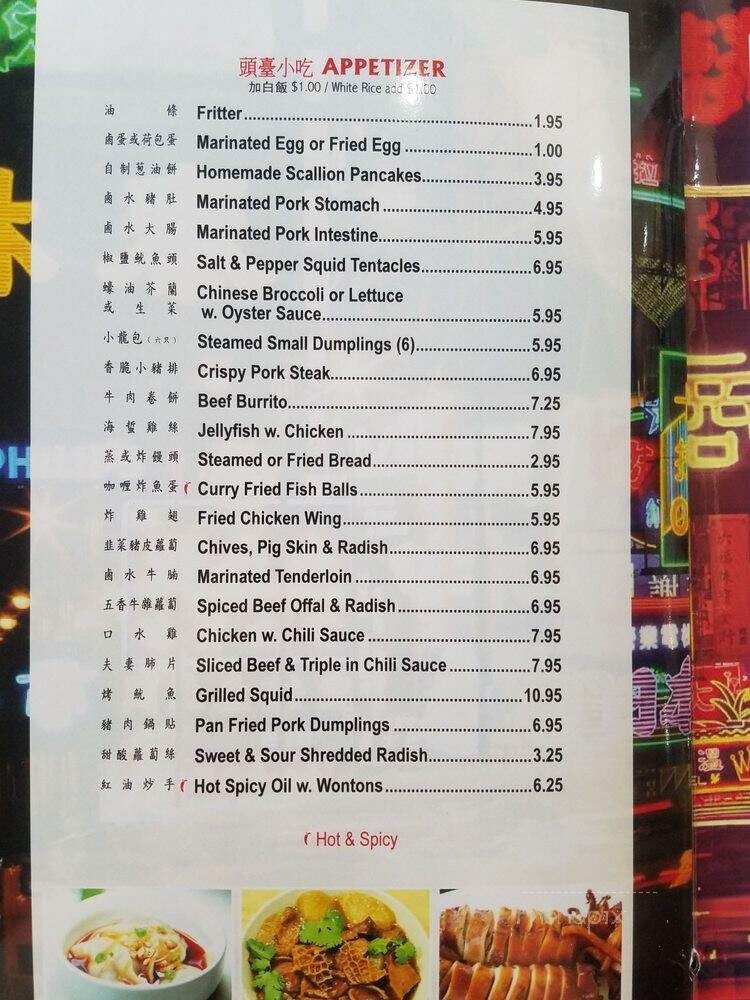 頭臺小吃 APPETIZER
加白飯 $1.00 / White Rice add $1.00
油條 Fritter 1.95
鹵蛋或荷包蛋 Marinated Egg or Fried Egg 1.00
自制葱油餅 Homemade Scallion Pancakes 3.95
鹵水豬肚 Marinated Pork Stomach 4.95
鹵水大腸 Marinated Pork Intestine 5.95
椒鹽魷魚頭 Salt & Pepper Squid Tentacles 6.95
蠔油芥蘭 Chinese Broccoli or Lettuce
或生菜 w. Oyster Sauce 5.95
小龍包(六只) Steamed Small Dumplings (6) 5.95
香脆小豬排 Crispy Pork Steak 6.95
牛肉卷餅 Beef Burrito 7.25
海蜇雞絲 Jellyfish w. Chicken 7.95
蒸或炸饅頭 Steamed or Fried Bread 2.95
咖喱炸魚蛋 Curry Fried Fish Balls 5.95
炸雞翅 Fried Chicken Wing 5.95
韭菜豬皮蘿蔔 Chives, Pig Skin & Radish 6.95
鹵水牛腩 Marinated Tenderloin 6.95
五香牛雜蘿蔔 Spiced Beef Offal & Radish 6.95
口水雞 Chicken w. Chili Sauce 7.95
夫妻肺片 Sliced Beef & Triple in Chili Sauce 7.95
烤魷魚 Grilled Squid 10.95
豬肉鍋貼 Pan Fried Pork Dumplings 6.95
甜酸蘿蔔絲 Sweet & Sour Shredded Radish 3.25
紅油炒手 Hot Spicy Oil w. Wontons 6.25
Hot & Spicy